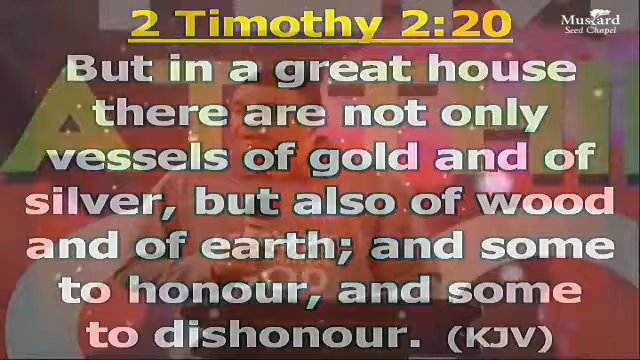 2 Timothy 2:20
Mustard
Seed Chapel
But in a great house
there are not only
vessels of gold and of
silver, but also of wood
and of earth; and some
to honour, and some
to dishonour. (KJV)